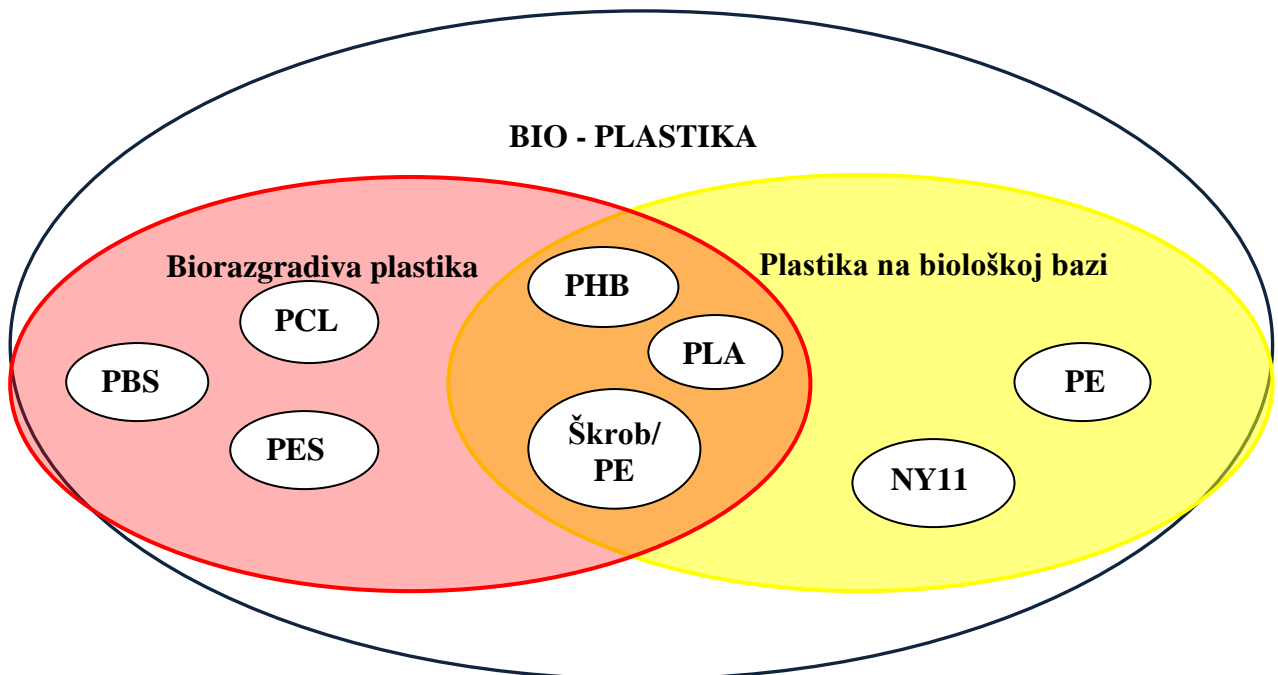 BIO - PLASTIKA
Biorazgradiva plastika
Plastika na biološkoj bazi
PHB
PCL
PLA
PBS
PE
Škrob/
PE
PES
NY11